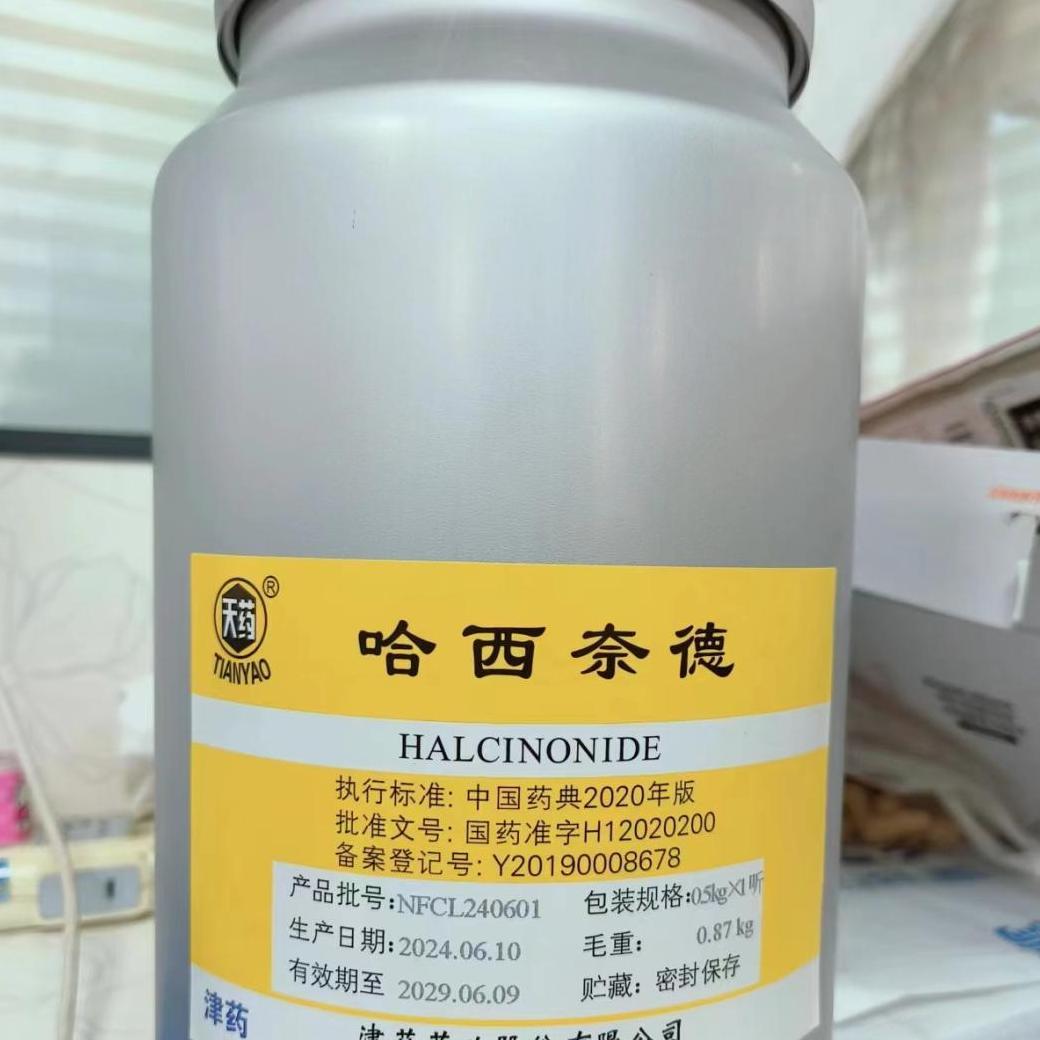 天药®
TIANYAO
哈西奈德
HALCINONIDE
执行标准: 中国药典2020年版
批准文号: 国药准字H12020200
备案登记号: Y20190008678
产品批号:NFCL240601 包装规格:0.5kg×1听
生产日期:2024.06.10 毛重: 0.87 kg
有效期至 2029.06.09 贮藏: 密封保存
津药